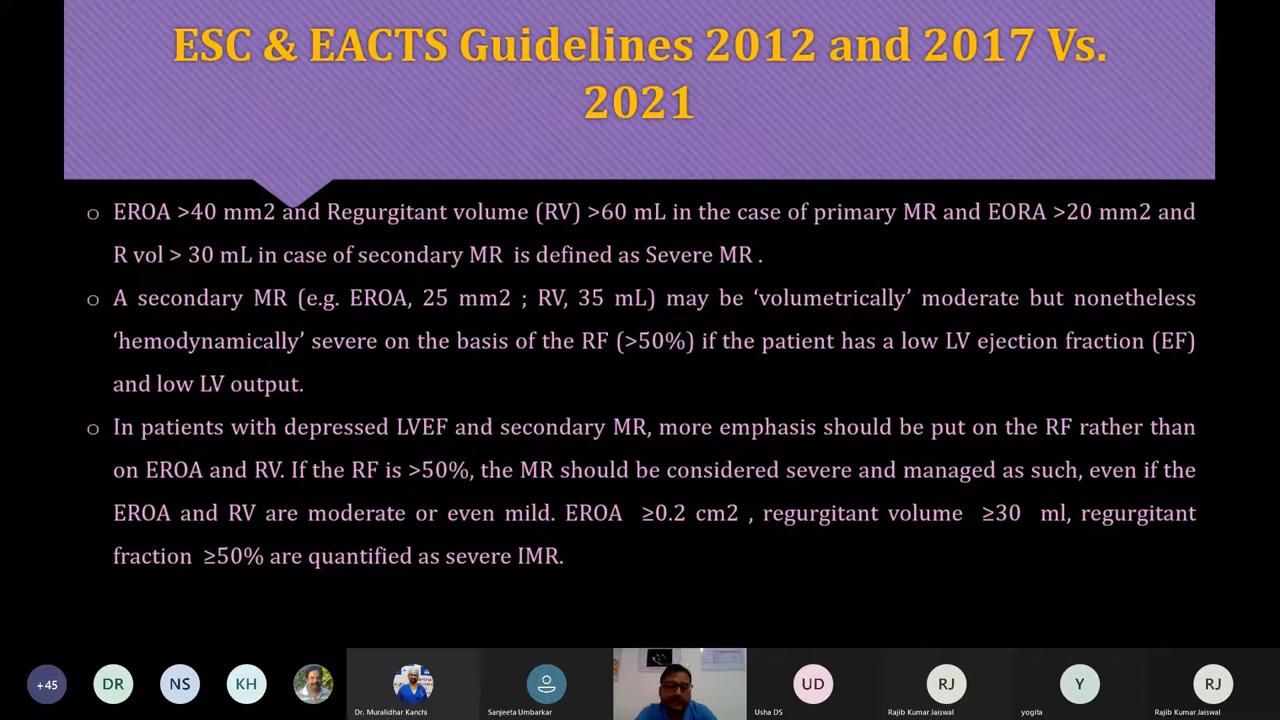 ESC & EACTS Guidelines 2012 and 2017 Vs.
2021
o EROA >40 mm2 and Regurgitant volume (RV) >60 mL in the case of primary MR and EORA >20 mm2 and
R vol > 30 mL in case of secondary MR is defined as Severe MR .
o A secondary MR (e.g. EROA, 25 mm2 ; RV, 35 mL) may be ‘volumetrically’ moderate but nonetheless
‘hemodynamically’ severe on the basis of the RF (>50%) if the patient has a low LV ejection fraction (EF)
and low LV output.
o In patients with depressed LVEF and secondary MR, more emphasis should be put on the RF rather than
on EROA and RV. If the RF is >50%, the MR should be considered severe and managed as such, even if the
EROA and RV are moderate or even mild. EROA ≥0.2 cm2 , regurgitant volume ≥30 ml, regurgitant
fraction ≥50% are quantified as severe IMR.
+45 DR NS KH UD RJ Y RJ
Dr. Muralidhar Kanchi Sanjeeta Umbarkar Usha DS Rajib Kumar Jaiswal yogita Rajib Kumar Jaiswal